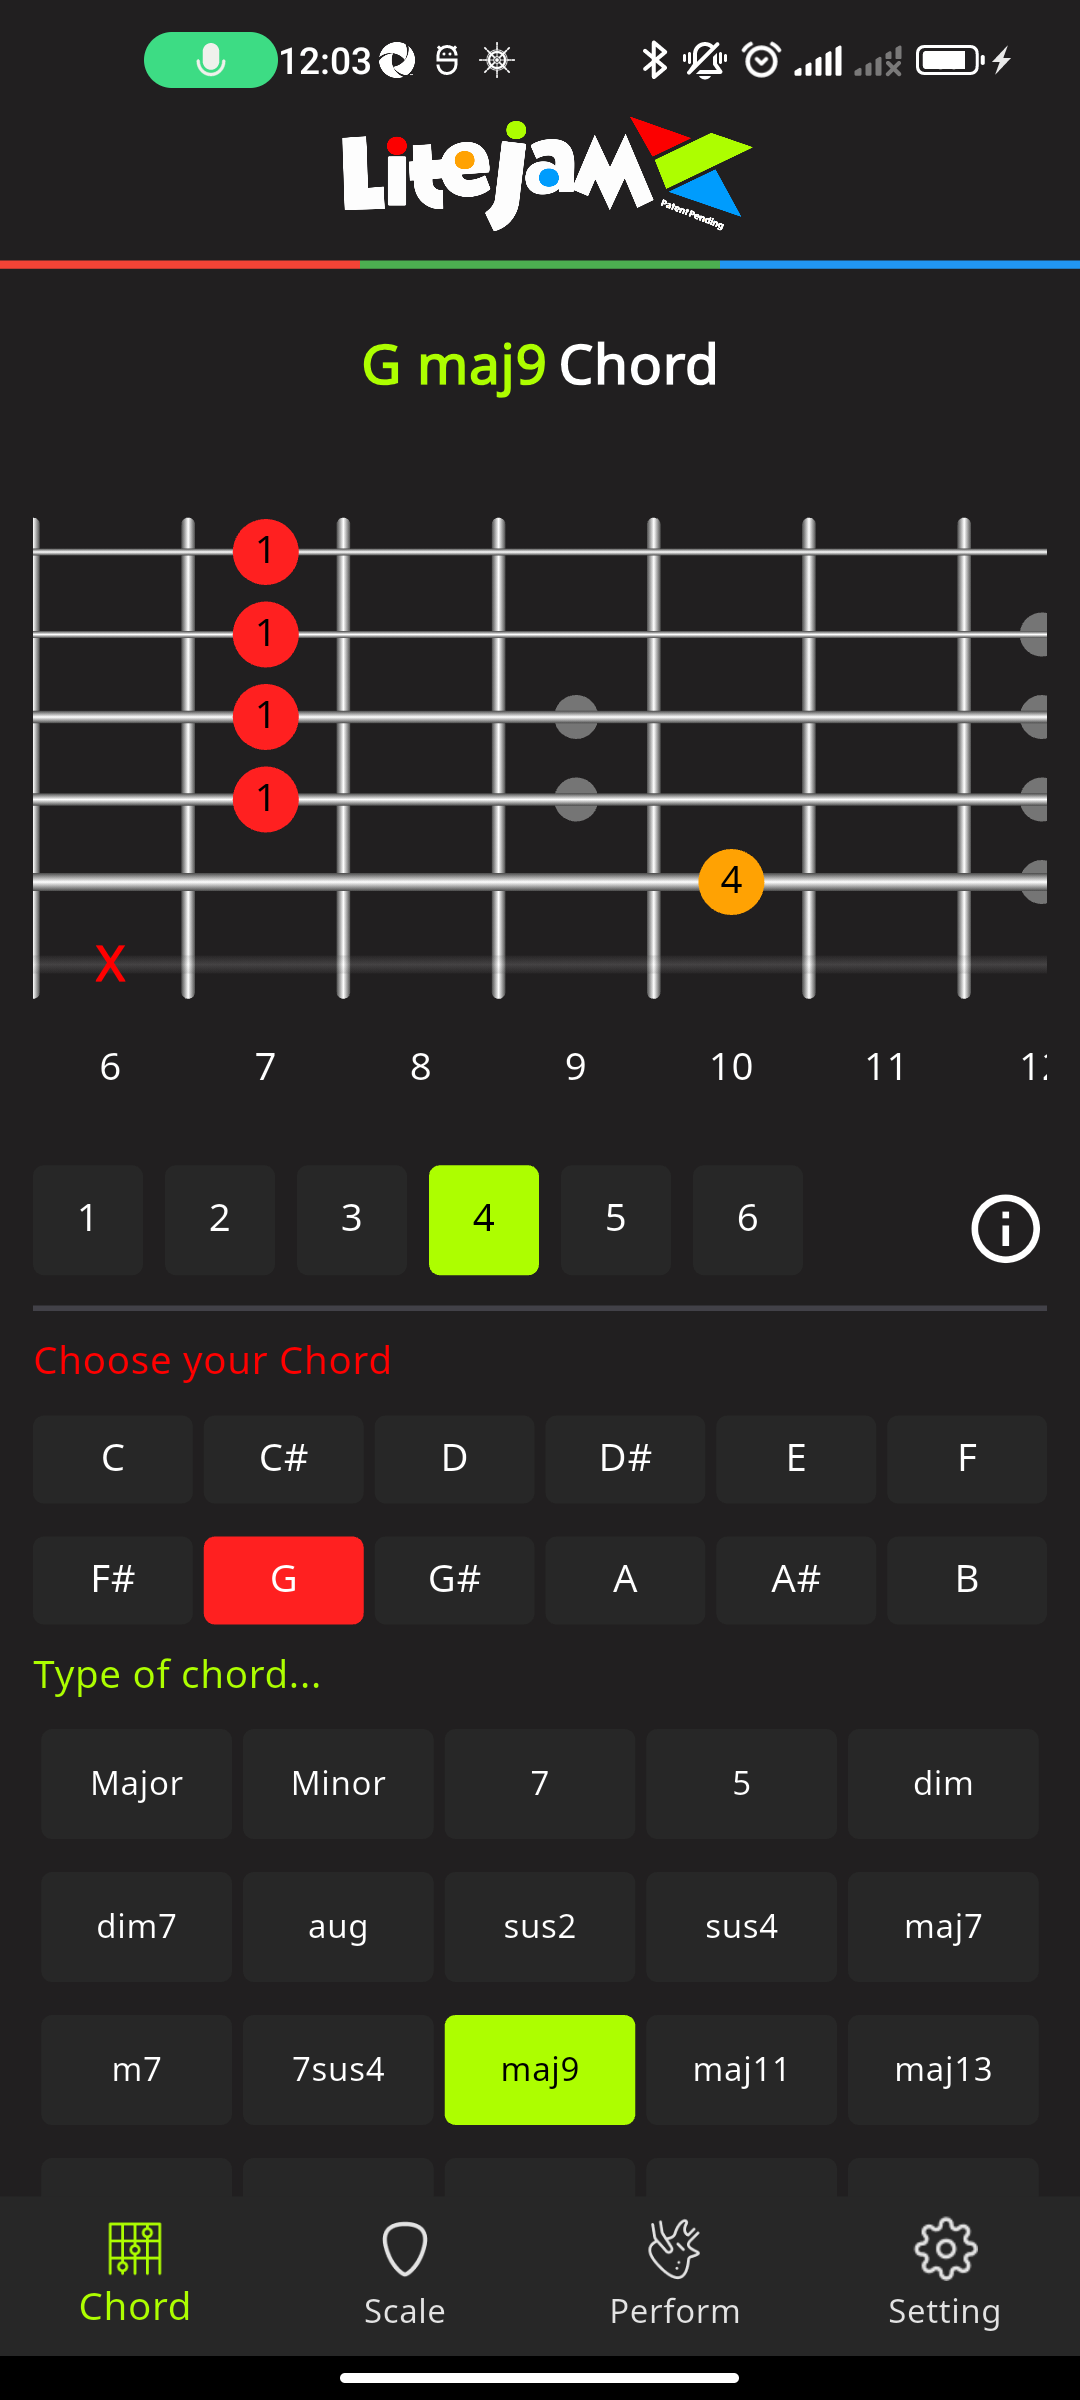 12:03
LiteJam
Patent Pending
G maj9 Chord
1
1
1
1
4
X
6 7 8 9 10 11 12
1 2 3 4 5 6
Choose your Chord
C C# D D# E F
F# G G# A A# B
Type of chord...
Major Minor 7 5 dim
dim7 aug sus2 sus4 maj7
m7 7sus4 maj9 maj11 maj13
Chord Scale Perform Setting